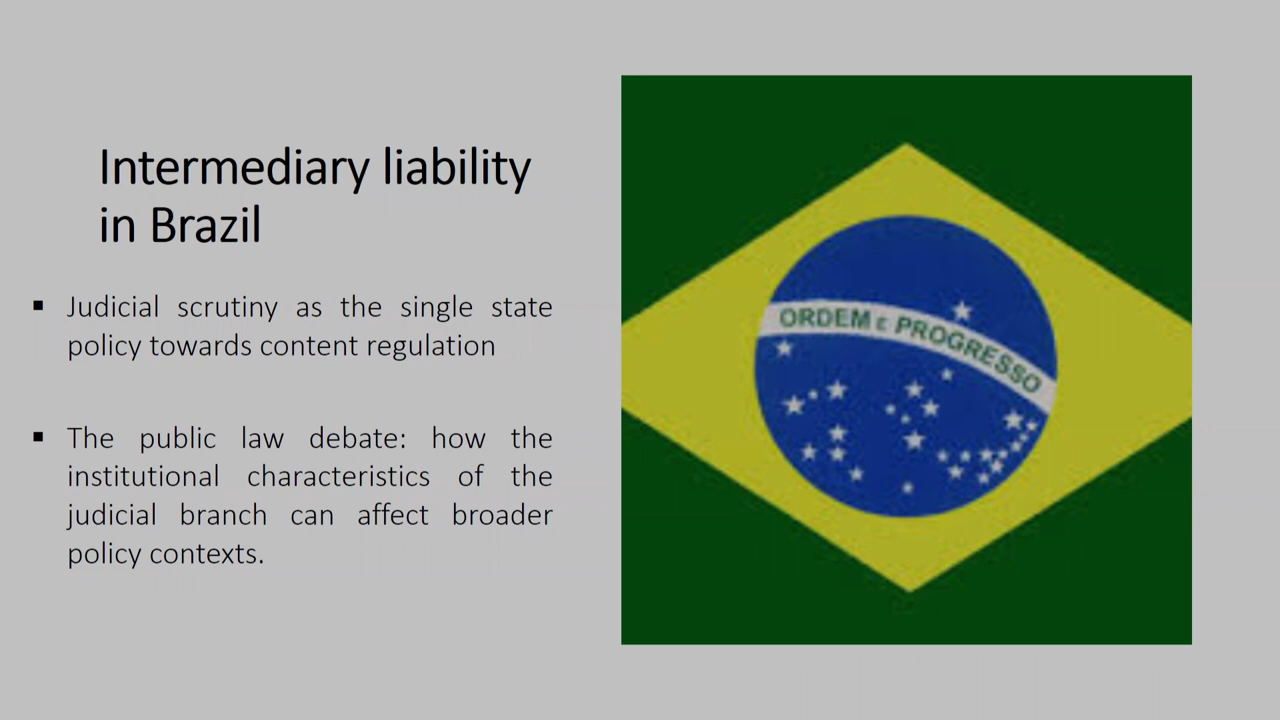 Intermediary liability
in Brazil
▪ Judicial scrutiny as the single state
policy towards content regulation
▪ The public law debate: how the
institutional characteristics of the
judicial branch can affect broader
policy contexts.
ORDEM E PROGRESSO